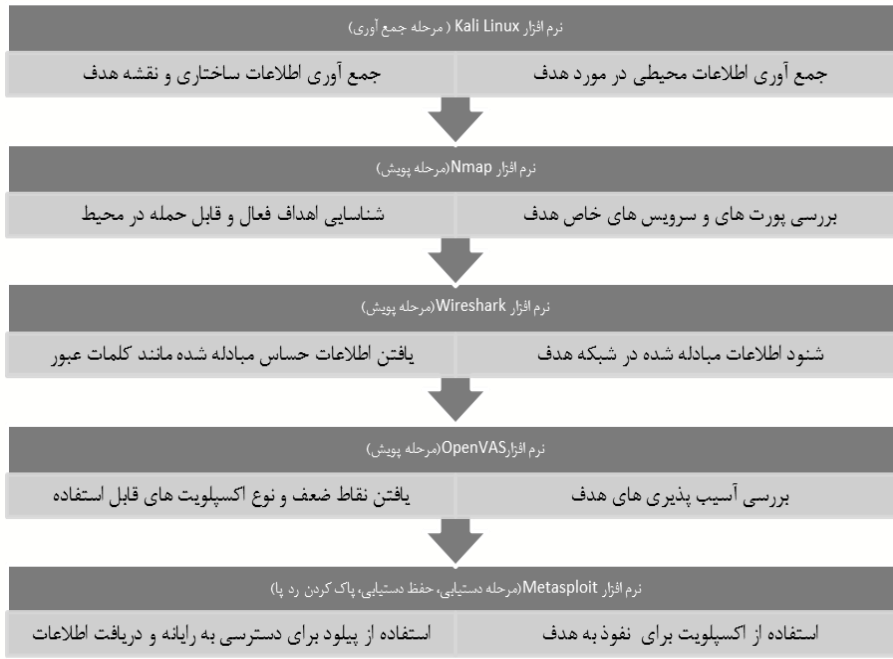 نرم افزار Kali Linux ( مرحله جمع آوری)
جمع آوری اطلاعات محیطی در مورد هدف
جمع آوری اطلاعات ساختاری و نقشه هدف
نرم افزار Nmap(مرحله پویش)
بررسی پورت های و سرویس های خاص هدف
شناسایی اهداف فعال و قابل حمله در محیط
نرم افزار Wireshark(مرحله پویش)
شنود اطلاعات مبادله شده در شبکه هدف
یافتن اطلاعات حساس مبادله شده مانند کلمات عبور
نرم افزارOpenVAS(مرحله پویش)
بررسی آسیب پذیری های هدف
یافتن نقاط ضعف و نوع اکسپلویت های قابل استفاده
نرم افزار Metasploit(مرحله دستیابی، حفظ دستیابی، پاک کردن رد پا)
استفاده از اکسپلویت برای نفوذ به هدف
استفاده از پیلود برای دسترسی به رایانه و دریافت اطلاعات